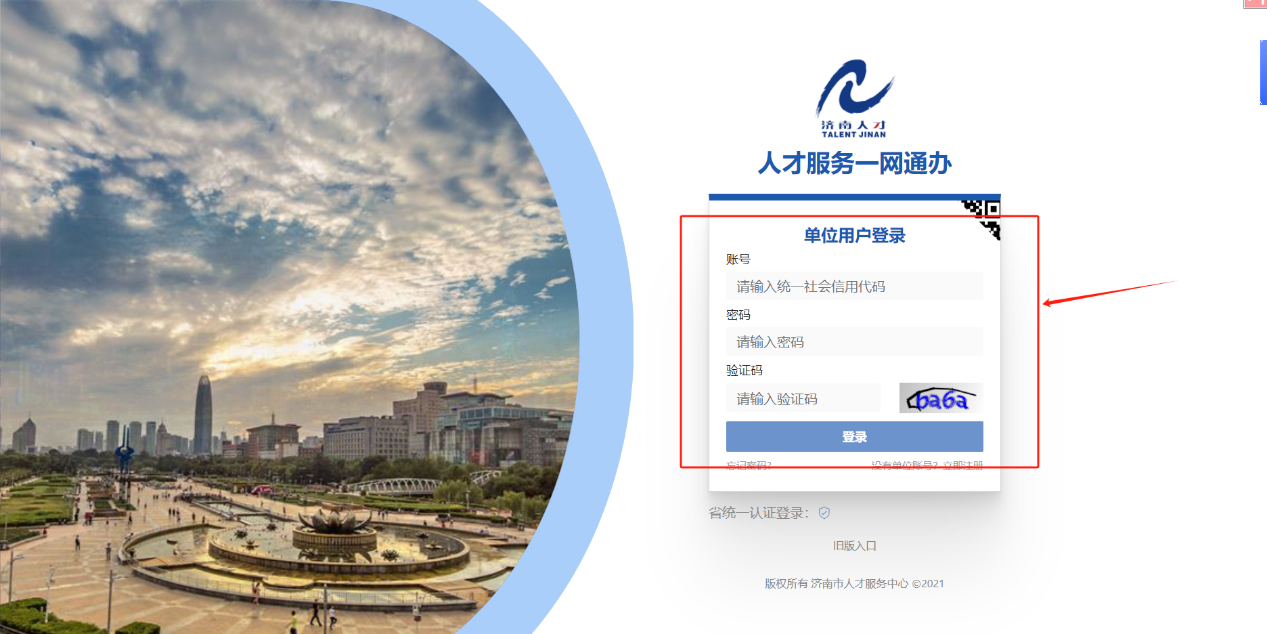 济南人才
TALENT JINAN
人才服务一网通办
单位用户登录
账号
请输入统一社会信用代码
密码
请输入密码
验证码
请输入验证码
ba6a
登录
忘记密码? 没有单位账号? 立即注册
省统一认证登录：
旧版入口
版权所有 济南市人才服务中心 ©2021